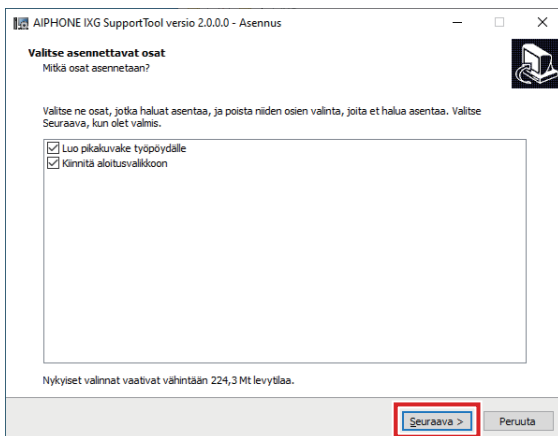 AIPHONE IXG SupportTool versio 2.0.0.0 - Asennus
Valitse asennettavat osat
Mitkä osat asennetaan?
Valitse ne osat, jotka haluat asentaa, ja poista niiden osien valinta, joita et halua asentaa. Valitse
Seuraava, kun olet valmis.
Luo pikakuvake työpöydälle
Kiinnitä aloitusvalikkoon
Nykyiset valinnat vaativat vähintään 224,3 Mt levytilaa.
Seuraava > Peruuta